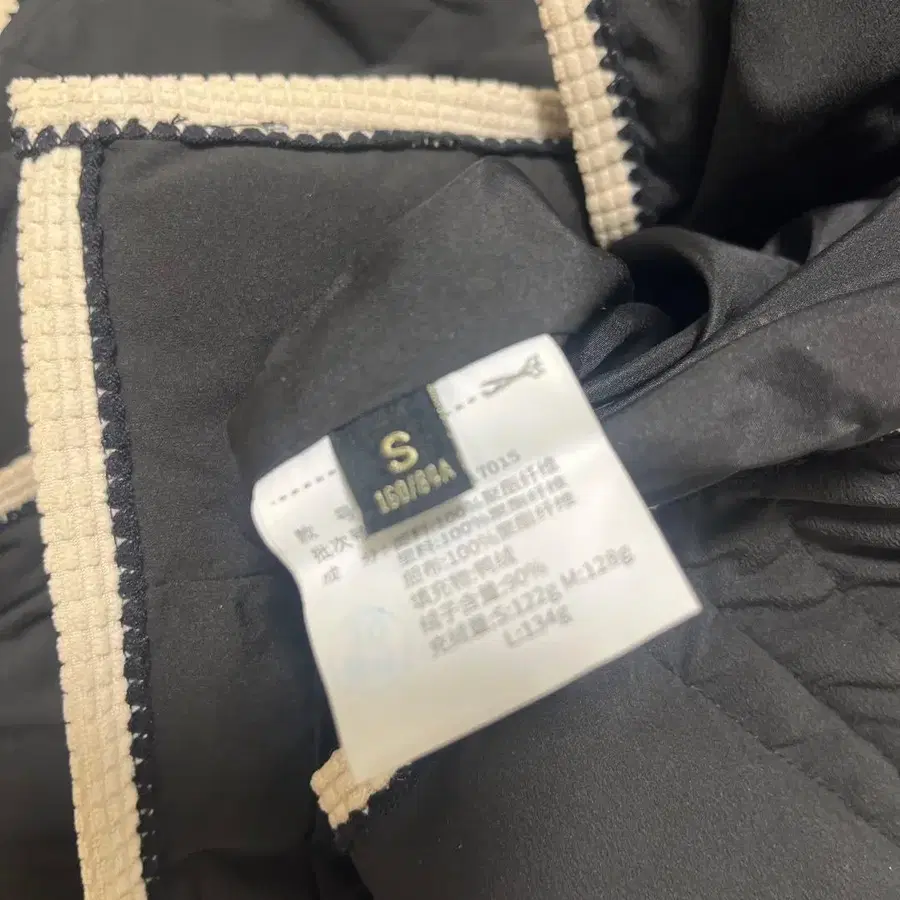 S
160/84A
款 号
7015
批次号
成 分
面料:100%聚酯纤维
里料:100%聚酯纤维
胆布:100%聚酯纤维
填充物:鸭绒
绒子含量:90%
充绒量:S:122g M:128g
L:134g